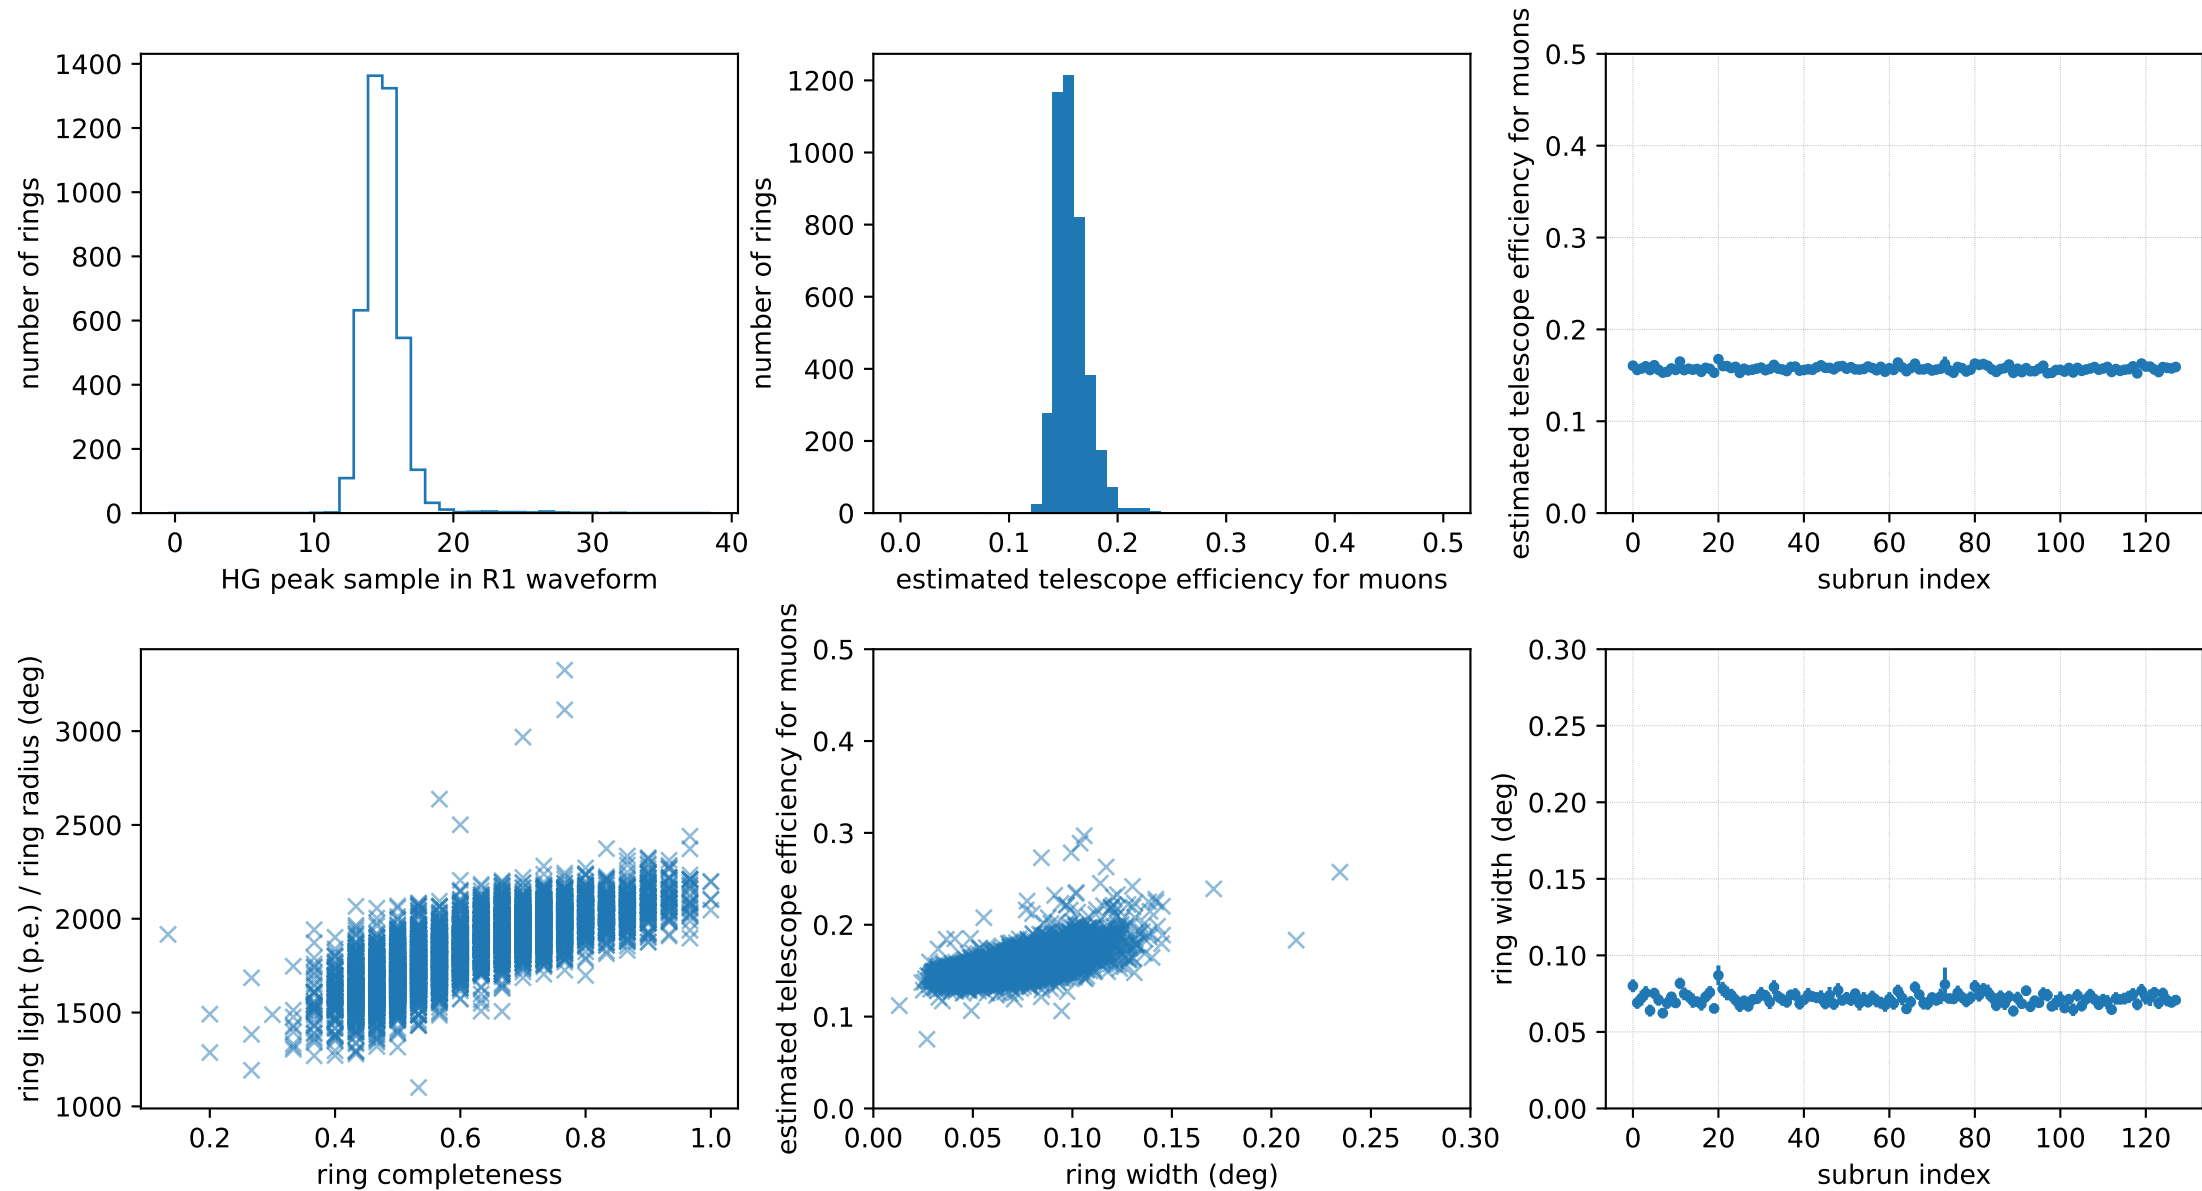 1400
1200
1000
800
600
400
200
0
number of rings
0 10 20 30 40
HG peak sample in R1 waveform
1200
1000
800
600
400
200
0
number of rings
0.0 0.1 0.2 0.3 0.4 0.5
estimated telescope efficiency for muons
0.5
0.4
0.3
0.2
0.1
0.0
estimated telescope efficiency for muons
0 20 40 60 80 100 120
subrun index
3000
2500
2000
1500
1000
ring light (p.e.) / ring radius (deg)
0.2 0.4 0.6 0.8 1.0
ring completeness
0.5
0.4
0.3
0.2
0.1
0.0
estimated telescope efficiency for muons
0.00 0.05 0.10 0.15 0.20 0.25 0.30
ring width (deg)
0.30
0.25
0.20
0.15
0.10
0.05
0.00
ring width (deg)
0 20 40 60 80 100 120
subrun index